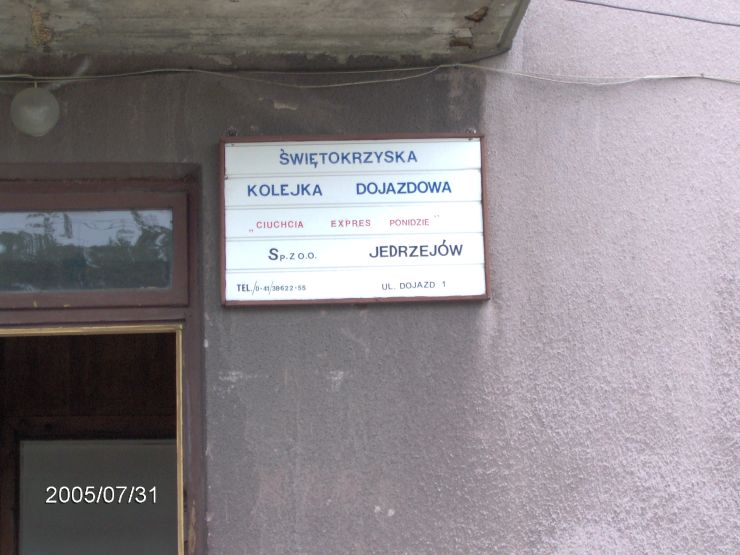 ŚWIĘTOKRZYSKA
KOLEJKA DOJAZDOWA
„CIUCHCIA EXPRES PONIDZIE"
Sp. z o.o. JEDRZEJÓW
TEL./0-41/38622-55 UL. DOJAZD 1
2005/07/31